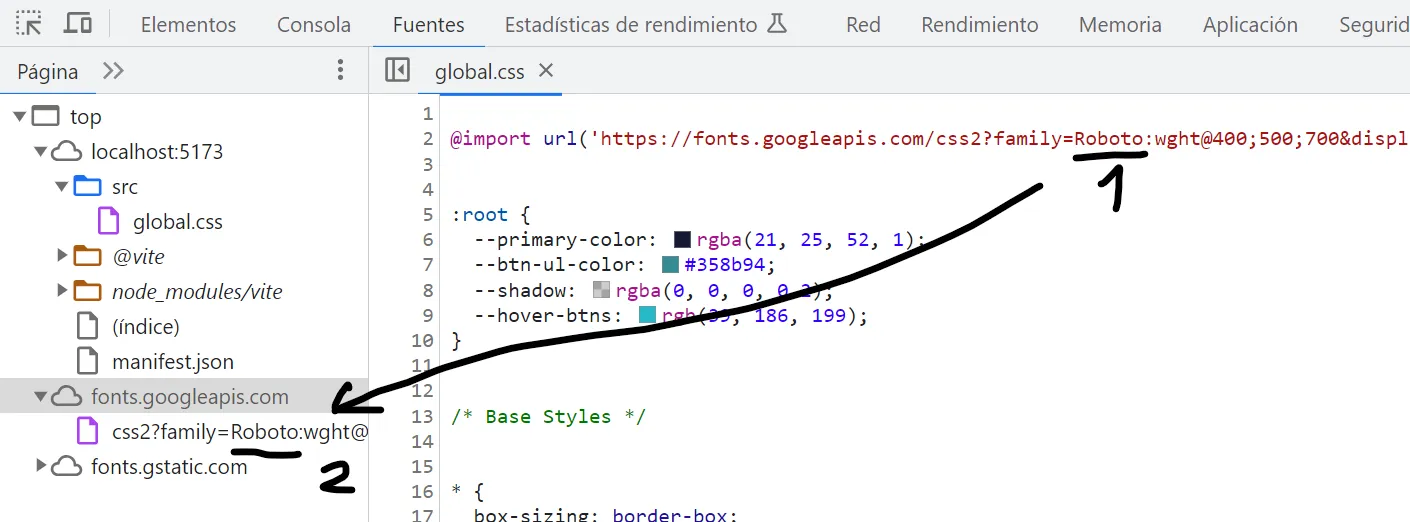 Elementos Consola Fuentes Estadísticas de rendimiento Red Rendimiento Memoria Aplicación Segurid
Página
global.css
top
localhost:5173
src
global.css
@vite
node_modules/vite
(índice)
manifest.json
fonts.googleapis.com
css2?family=Roboto:wght@
fonts.gstatic.com
1
2 @import url('https://fonts.googleapis.com/css2?family=Roboto:wght@400;500;700&displ
3
4
5 :root {
6 --primary-color: rgba(21, 25, 52, 1);
7 --btn-ul-color: #358b94;
8 --shadow: rgba(0, 0, 0, 0.2);
9 --hover-btns: rgb(39, 186, 199);
10 }
11
12
13 /* Base Styles */
14
15
16 * {
17 box-sizing: border-box;
1
2